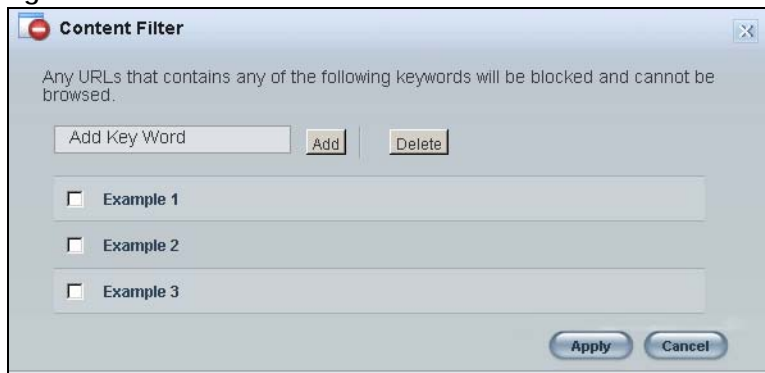 Content Filter
Any URLs that contains any of the following keywords will be blocked and cannot be
browsed.
Add Key Word Add Delete
Example 1
Example 2
Example 3
Apply Cancel